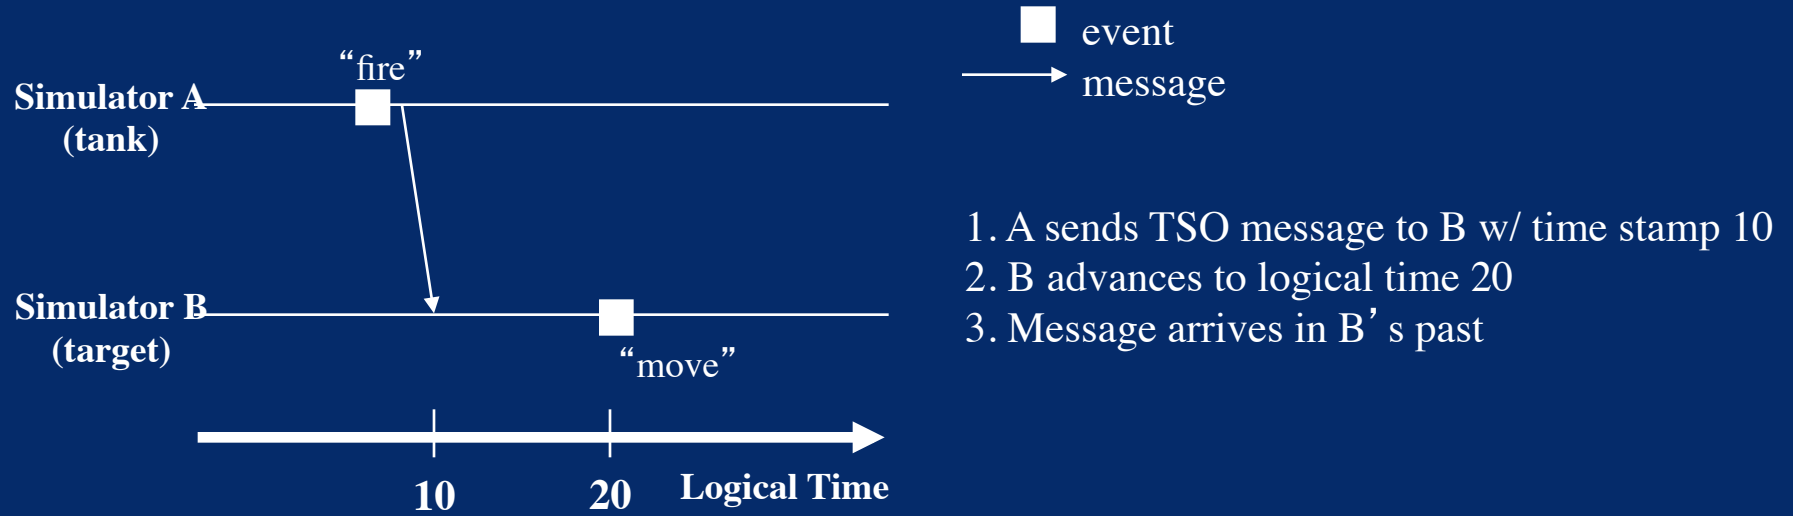 “fire”
Simulator A
(tank)
Simulator B
(target)
“move”
10
20
Logical Time
event
message
1. A sends TSO message to B w/ time stamp 10
2. B advances to logical time 20
3. Message arrives in B’s past